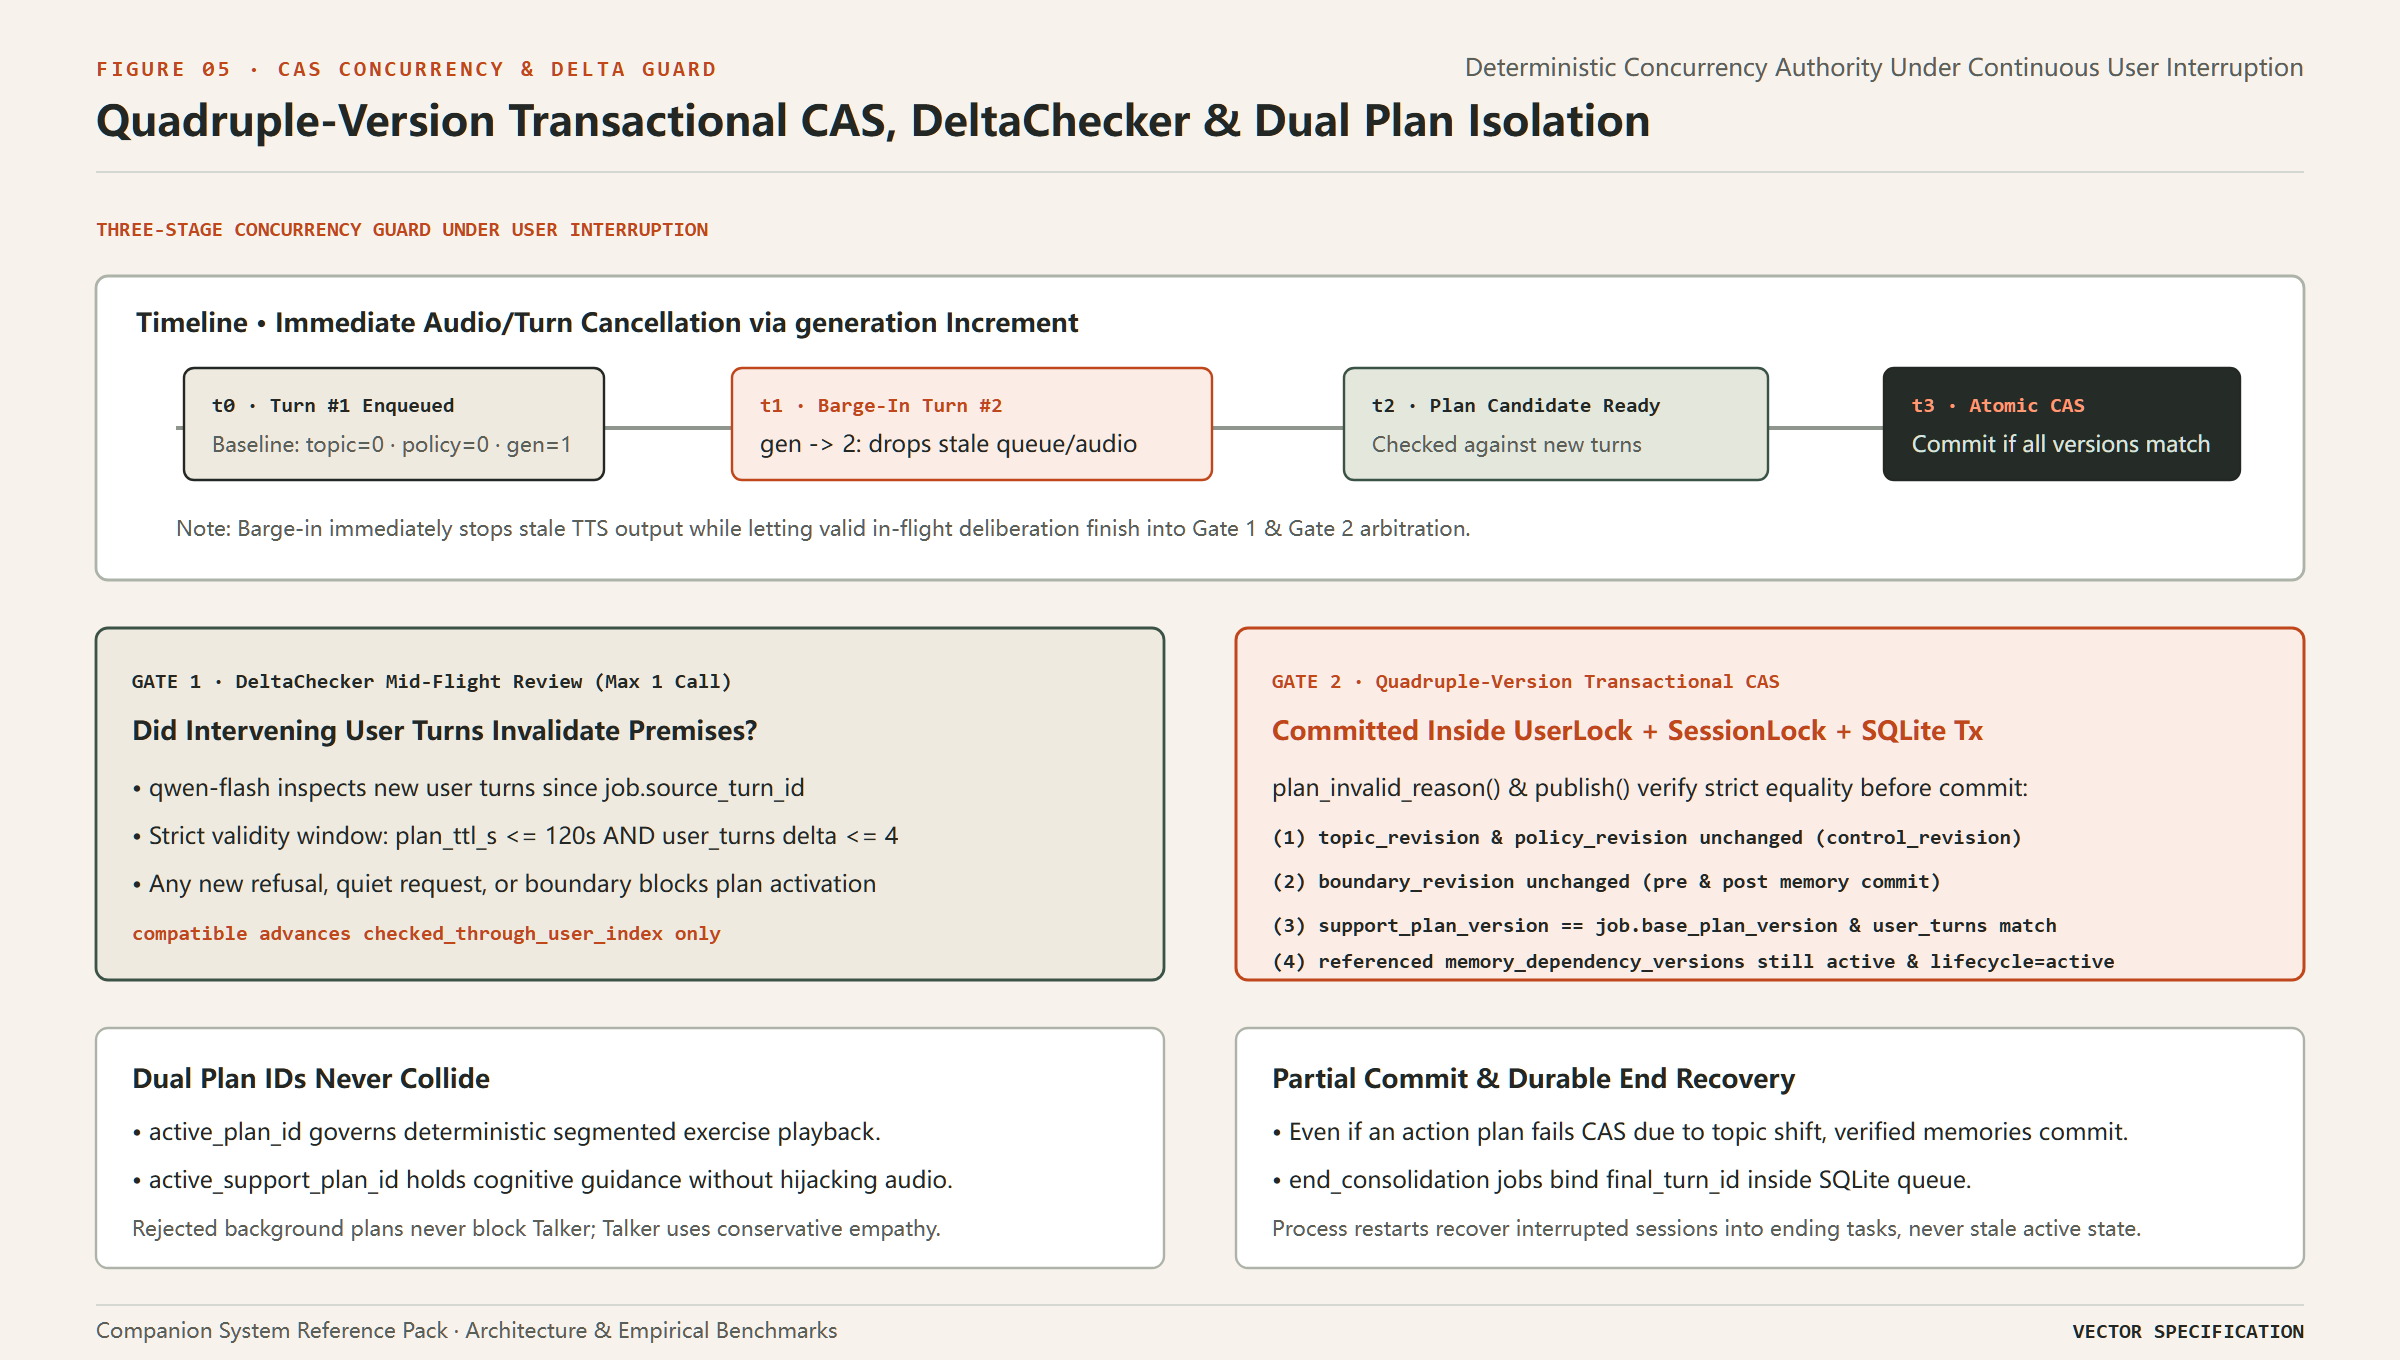 FIGURE 05 · CAS CONCURRENCY & DELTA GUARD
Deterministic Concurrency Authority Under Continuous User Interruption
Quadruple-Version Transactional CAS, DeltaChecker & Dual Plan Isolation
THREE-STAGE CONCURRENCY GUARD UNDER USER INTERRUPTION
Timeline • Immediate Audio/Turn Cancellation via generation Increment
t0 · Turn #1 Enqueued
Baseline: topic=0 · policy=0 · gen=1
t1 · Barge-In Turn #2
gen -> 2: drops stale queue/audio
t2 · Plan Candidate Ready
Checked against new turns
t3 · Atomic CAS
Commit if all versions match
Note: Barge-in immediately stops stale TTS output while letting valid in-flight deliberation finish into Gate 1 & Gate 2 arbitration.
GATE 1 · DeltaChecker Mid-Flight Review (Max 1 Call)
Did Intervening User Turns Invalidate Premises?
• qwen-flash inspects new user turns since job.source_turn_id
• Strict validity window: plan_ttl_s <= 120s AND user_turns delta <= 4
• Any new refusal, quiet request, or boundary blocks plan activation
compatible advances checked_through_user_index only
GATE 2 · Quadruple-Version Transactional CAS
Committed Inside UserLock + SessionLock + SQLite Tx
plan_invalid_reason() & publish() verify strict equality before commit:
(1) topic_revision & policy_revision unchanged (control_revision)
(2) boundary_revision unchanged (pre & post memory commit)
(3) support_plan_version == job.base_plan_version & user_turns match
(4) referenced memory_dependency_versions still active & lifecycle=active
Dual Plan IDs Never Collide
• active_plan_id governs deterministic segmented exercise playback.
• active_support_plan_id holds cognitive guidance without hijacking audio.
Rejected background plans never block Talker; Talker uses conservative empathy.
Partial Commit & Durable End Recovery
• Even if an action plan fails CAS due to topic shift, verified memories commit.
• end_consolidation jobs bind final_turn_id inside SQLite queue.
Process restarts recover interrupted sessions into ending tasks, never stale active state.
Companion System Reference Pack · Architecture & Empirical Benchmarks
VECTOR SPECIFICATION